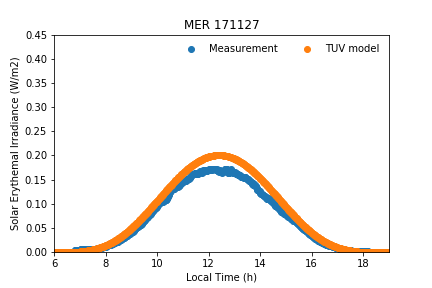 MER 171127
Measurement
TUV model
Solar Erythemal Irradiance (W/m2)
0.45
0.40
0.35
0.30
0.25
0.20
0.15
0.10
0.05
0.00
6 8 10 12 14 16 18
Local Time (h)